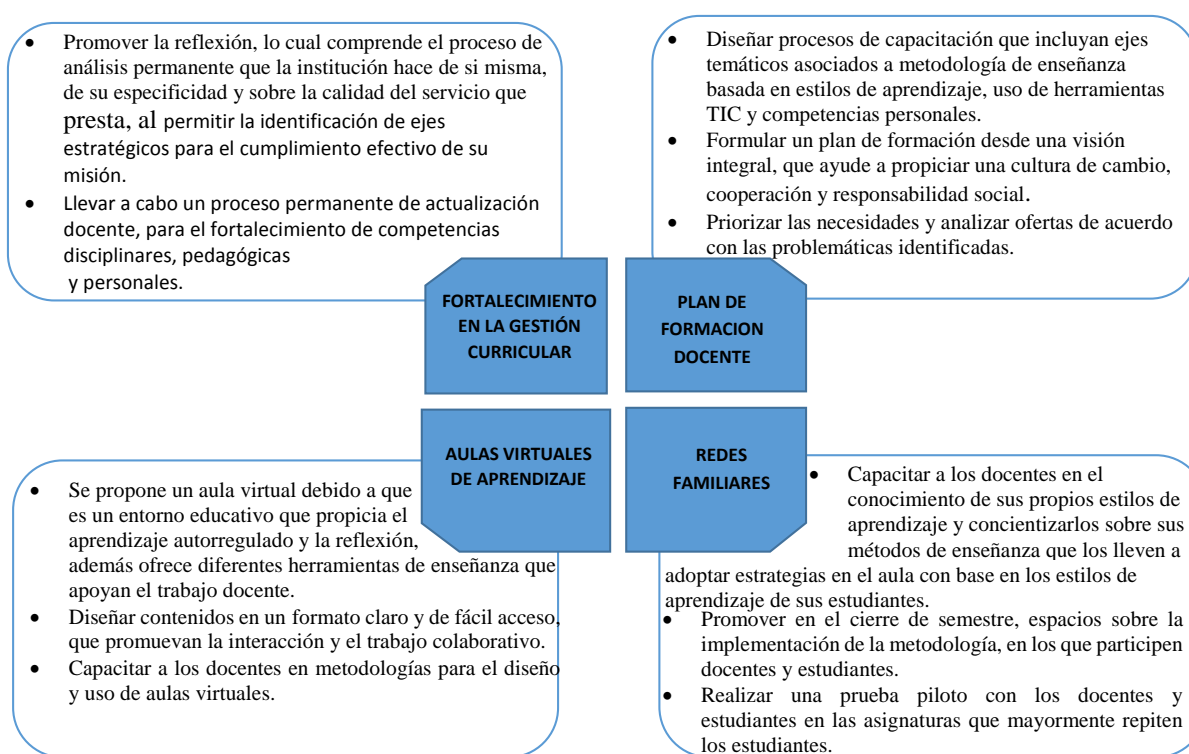 • Promover la reflexión, lo cual comprende el proceso de
análisis permanente que la institución hace de si misma,
de su especificidad y sobre la calidad del servicio que
presta, al permitir la identificación de ejes
estratégicos para el cumplimiento efectivo de su
misión.
• Llevar a cabo un proceso permanente de actualización
docente, para el fortalecimiento de competencias
disciplinares, pedagógicas
y personales.
• Diseñar procesos de capacitación que incluyan ejes
temáticos asociados a metodología de enseñanza
basada en estilos de aprendizaje, uso de herramientas
TIC y competencias personales.
• Formular un plan de formación desde una visión
integral, que ayude a propiciar una cultura de cambio,
cooperación y responsabilidad social.
• Priorizar las necesidades y analizar ofertas de acuerdo
con las problemáticas identificadas.
FORTALECIMIENTO
EN LA GESTIÓN
CURRICULAR
PLAN DE
FORMACION
DOCENTE
AULAS VIRTUALES
DE APRENDIZAJE
REDES
FAMILIARES
• Se propone un aula virtual debido a que
es un entorno educativo que propicia el
aprendizaje autorregulado y la reflexión,
además ofrece diferentes herramientas de enseñanza que
apoyan el trabajo docente.
• Diseñar contenidos en un formato claro y de fácil acceso,
que promuevan la interacción y el trabajo colaborativo.
• Capacitar a los docentes en metodologías para el diseño
y uso de aulas virtuales.
• Capacitar a los docentes en el
conocimiento de sus propios estilos de
aprendizaje y concientizarlos sobre sus
métodos de enseñanza que los lleven a
adoptar estrategias en el aula con base en los estilos de
aprendizaje de sus estudiantes.
• Promover en el cierre de semestre, espacios sobre la
implementación de la metodología, en los que participen
docentes y estudiantes.
• Realizar una prueba piloto con los docentes y
estudiantes en las asignaturas que mayormente repiten
los estudiantes.